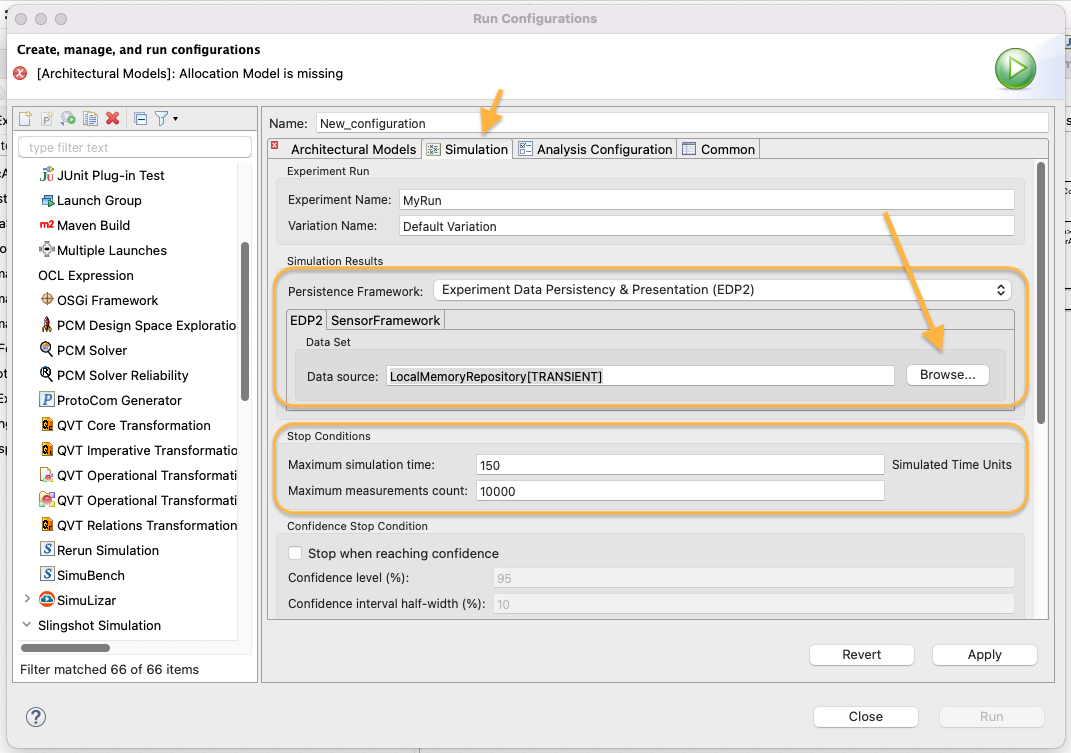 Run Configurations
Create, manage, and run configurations
[Architectural Models]: Allocation Model is missing
type filter text
JUnit Plug-in Test
Launch Group
Maven Build
Multiple Launches
OCL Expression
OSGi Framework
PCM Design Space Exploratio
PCM Solver
PCM Solver Reliability
ProtoCom Generator
QVT Core Transformation
QVT Imperative Transformatio
QVT Operational Transformati
QVT Operational Transformati
QVT Relations Transformation
Rerun Simulation
SimuBench
SimuLizar
Slingshot Simulation
Filter matched 66 of 66 items
Name: New_configuration
Architectural Models Simulation Analysis Configuration Common
Experiment Run
Experiment Name: MyRun
Variation Name: Default Variation
Simulation Results
Persistence Framework: Experiment Data Persistency & Presentation (EDP2)
EDP2 SensorFramework
Data Set
Data source: LocalMemoryRepository[TRANSIENT] Browse...
Stop Conditions
Maximum simulation time: 150 Simulated Time Units
Maximum measurements count: 10000
Confidence Stop Condition
Stop when reaching confidence
Confidence level (%): 95
Confidence interval half-width (%): 10
Revert Apply
Close Run